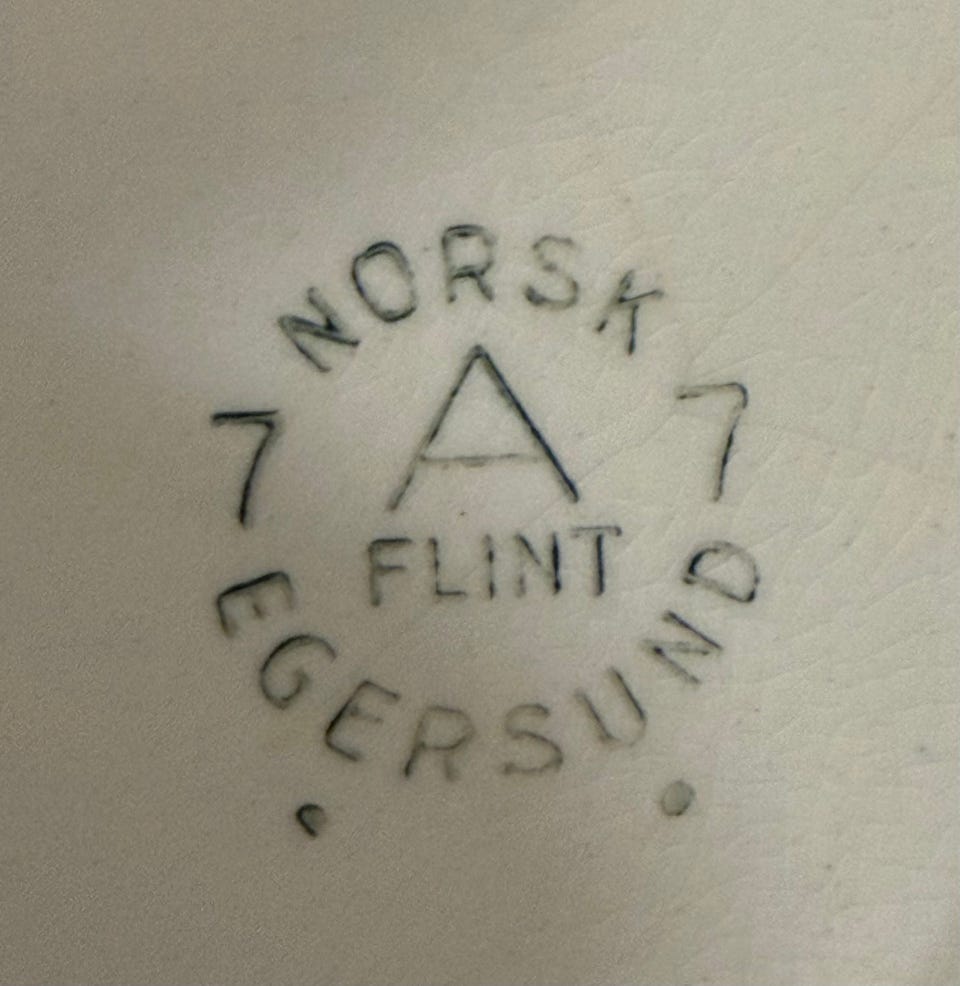 NORSK
7 A 7
FLINT
EGERSUND